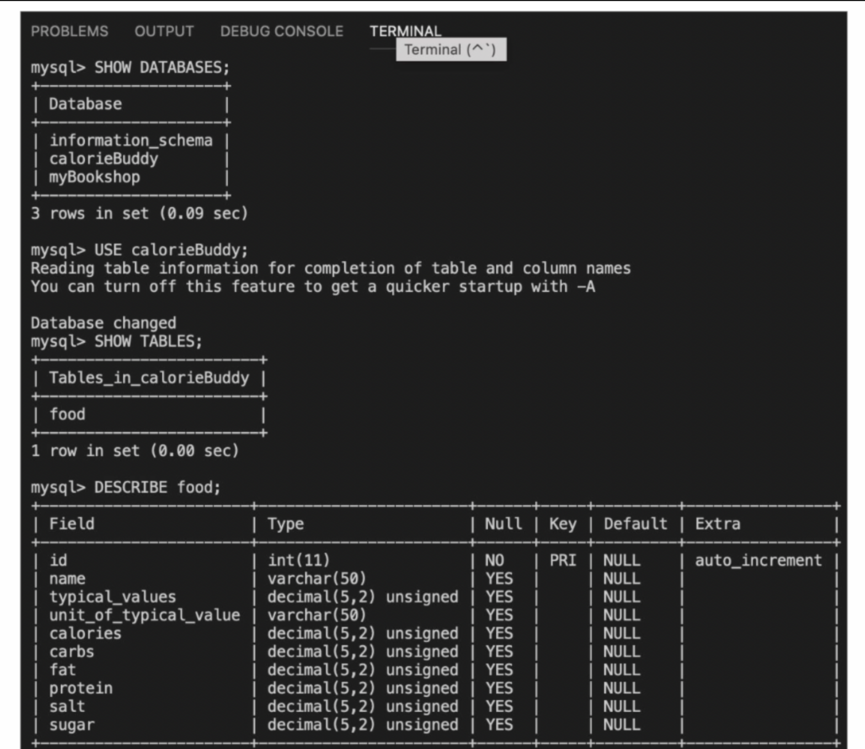 PROBLEMS OUTPUT DEBUG CONSOLE TERMINAL
Terminal (^`)
mysql> SHOW DATABASES;
+--------------------+
| Database           |
+--------------------+
| information_schema |
| calorieBuddy       |
| myBookshop         |
+--------------------+
3 rows in set (0.09 sec)
mysql> USE calorieBuddy;
Reading table information for completion of table and column names
You can turn off this feature to get a quicker startup with -A
Database changed
mysql> SHOW TABLES;
+------------------------+
| Tables_in_calorieBuddy |
+------------------------+
| food                   |
+------------------------+
1 row in set (0.00 sec)
mysql> DESCRIBE food;
+-----------------------+-----------------------+------+-----+---------+----------------+
| Field                 | Type                  | Null | Key | Default | Extra          |
+-----------------------+-----------------------+------+-----+---------+----------------+
| id                    | int(11)               | NO   | PRI | NULL    | auto_increment |
| name                  | varchar(50)           | YES  |     | NULL    |                |
| typical_values        | decimal(5,2) unsigned | YES  |     | NULL    |                |
| unit_of_typical_value | varchar(50)           | YES  |     | NULL    |                |
| calories              | decimal(5,2) unsigned | YES  |     | NULL    |                |
| carbs                 | decimal(5,2) unsigned | YES  |     | NULL    |                |
| fat                   | decimal(5,2) unsigned | YES  |     | NULL    |                |
| protein               | decimal(5,2) unsigned | YES  |     | NULL    |                |
| salt                  | decimal(5,2) unsigned | YES  |     | NULL    |                |
| sugar                 | decimal(5,2) unsigned | YES  |     | NULL    |                |
+-----------------------+-----------------------+------+-----+---------+----------------+